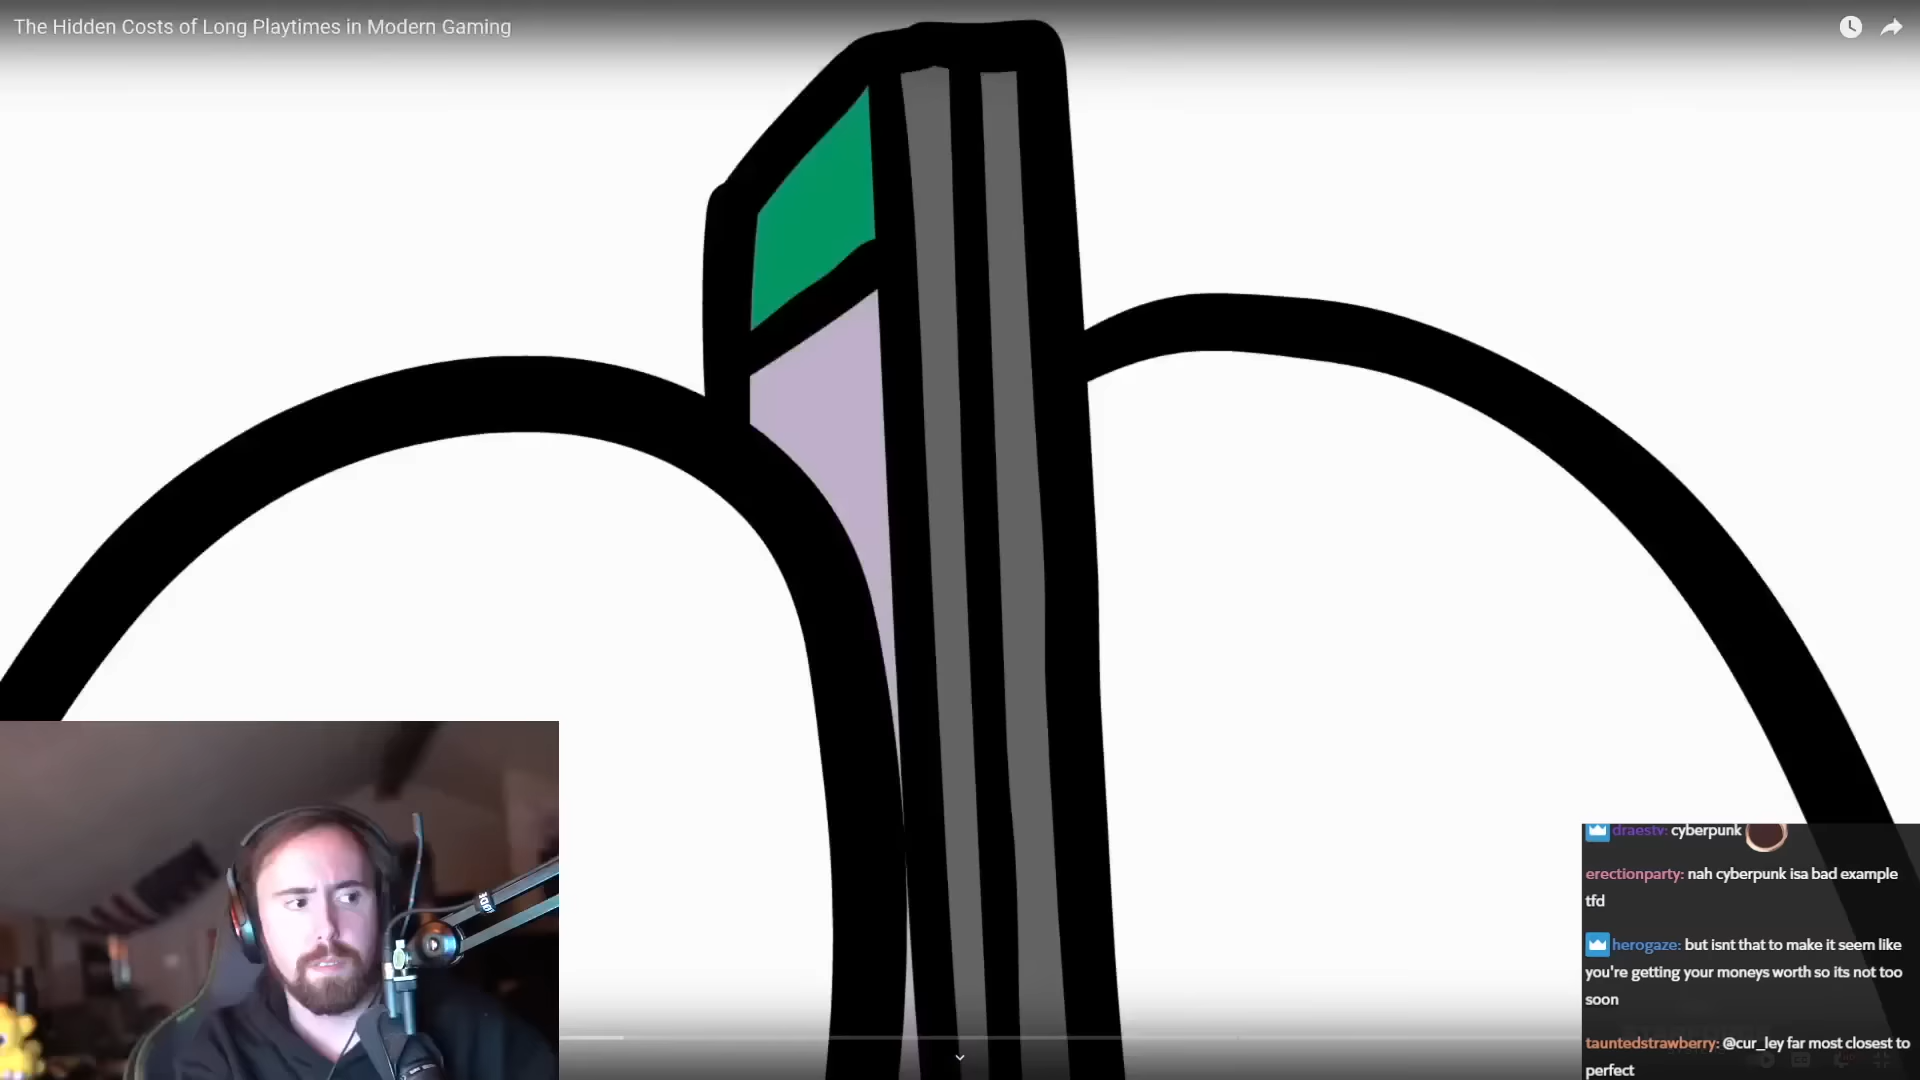 The Hidden Costs of Long Playtimes in Modern Gaming
draestv: cyberpunk
erectionparty: nah cyberpunk isa bad example
tfd
herogaze: but isnt that to make it seem like
you're getting your moneys worth so its not too
soon
tauntedstrawberry: @cur_ley far most closest to
perfect